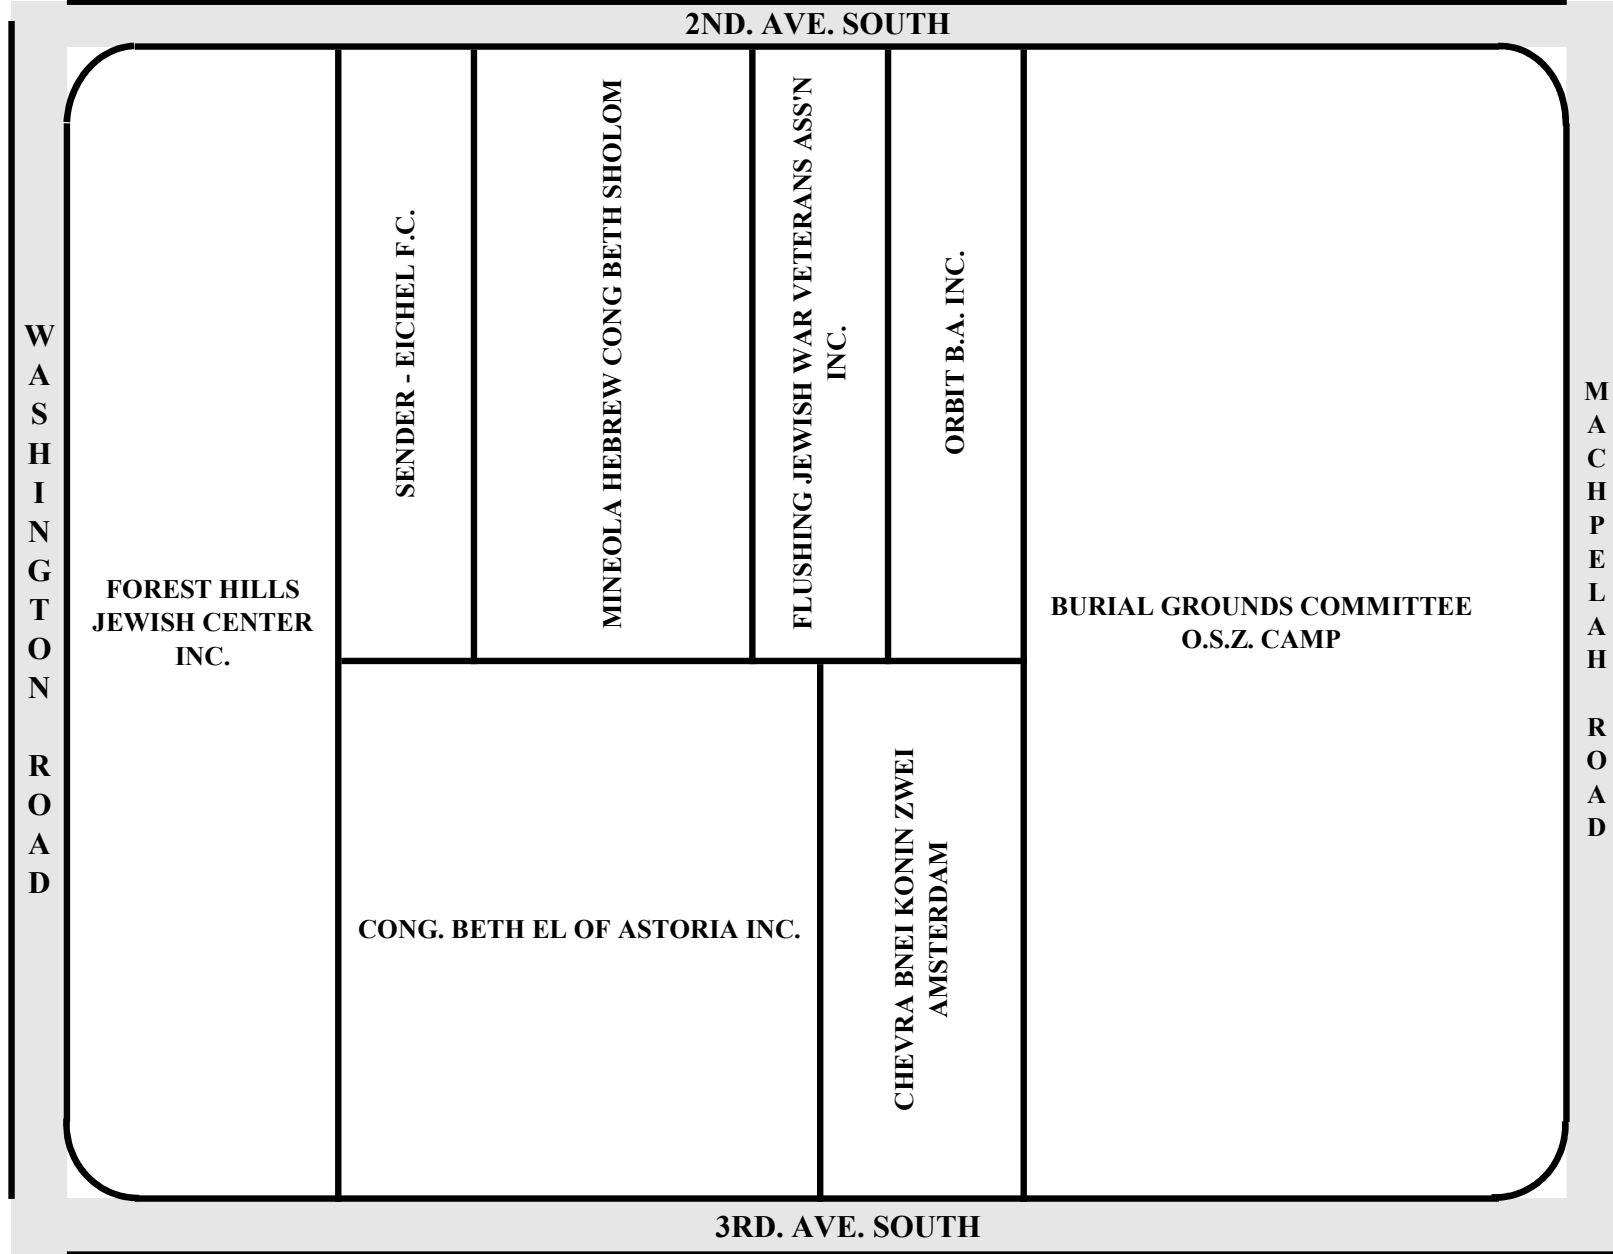 2ND. AVE. SOUTH
WASHINGTON ROAD
FOREST HILLS
JEWISH CENTER
INC.
SENDER - EICHEL F.C.
MINEOLA HEBREW CONG BETH SHOLOM
FLUSHING JEWISH WAR VETERANS ASS'N
INC.
ORBIT B.A. INC.
BURIAL GROUNDS COMMITTEE
O.S.Z. CAMP
MACHPELAH ROAD
CONG. BETH EL OF ASTORIA INC.
CHEVRA BNEI KONIN ZWEI
AMSTERDAM
3RD. AVE. SOUTH